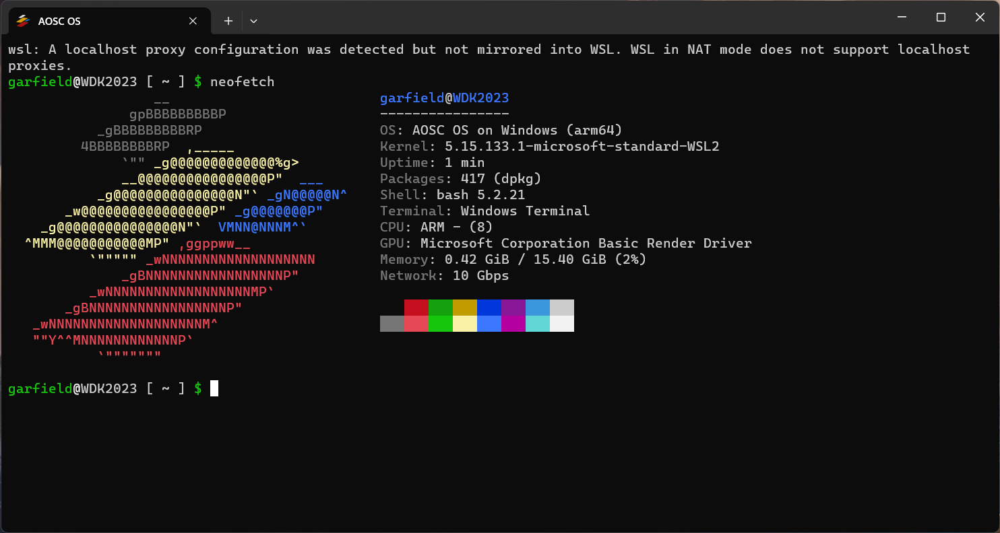 AOSC OS
wsl: A localhost proxy configuration was detected but not mirrored into WSL. WSL in NAT mode does not support localhost
proxies.
garfield@WDK2023 [ ~ ] $ neofetch
__ garfield@WDK2023
gpBBBBBBBBBP ----------------
_gBBBBBBBBBRP OS: AOSC OS on Windows (arm64)
4BBBBBBBBRP ,_____ Kernel: 5.15.133.1-microsoft-standard-WSL2
`"" _g@@@@@@@@@@@@@%g> Uptime: 1 min
__@@@@@@@@@@@@@@@@P" ___ Packages: 417 (dpkg)
_g@@@@@@@@@@@@@@@N"` _gN@@@@@N^ Shell: bash 5.2.21
_w@@@@@@@@@@@@@@@@P" _g@@@@@@@P" Terminal: Windows Terminal
_g@@@@@@@@@@@@@@@N"` VMNN@NNNM^` CPU: ARM - (8)
^MMM@@@@@@@@@@@MP" ,ggppww__ GPU: Microsoft Corporation Basic Render Driver
`""""" _wNNNNNNNNNNNNNNNNNNN Memory: 0.42 GiB / 15.40 GiB (2%)
_gBNNNNNNNNNNNNNNNNNP" Network: 10 Gbps
_wNNNNNNNNNNNNNNNNNNMP`
_gBNNNNNNNNNNNNNNNNNP"
_wNNNNNNNNNNNNNNNNNNNM^
""Y^^MNNNNNNNNNNNNP`
`"""""""
garfield@WDK2023 [ ~ ] $